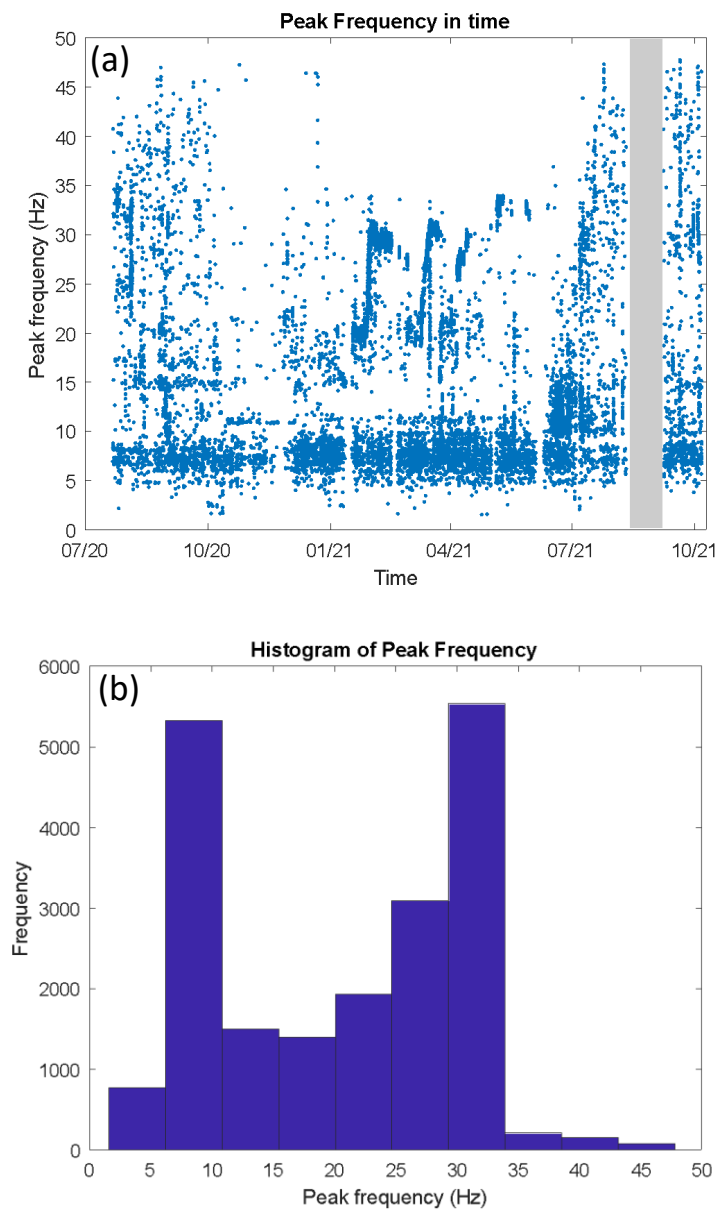 Peak Frequency in time
(a)
50
45
40
35
30
25
20
15
10
5
0
Peak frequency (Hz)
07/20 10/20 01/21 04/21 07/21 10/21
Time
Histogram of Peak Frequency
(b)
6000
5000
4000
3000
2000
1000
0
Frequency
0 5 10 15 20 25 30 35 40 45 50
Peak frequency (Hz)